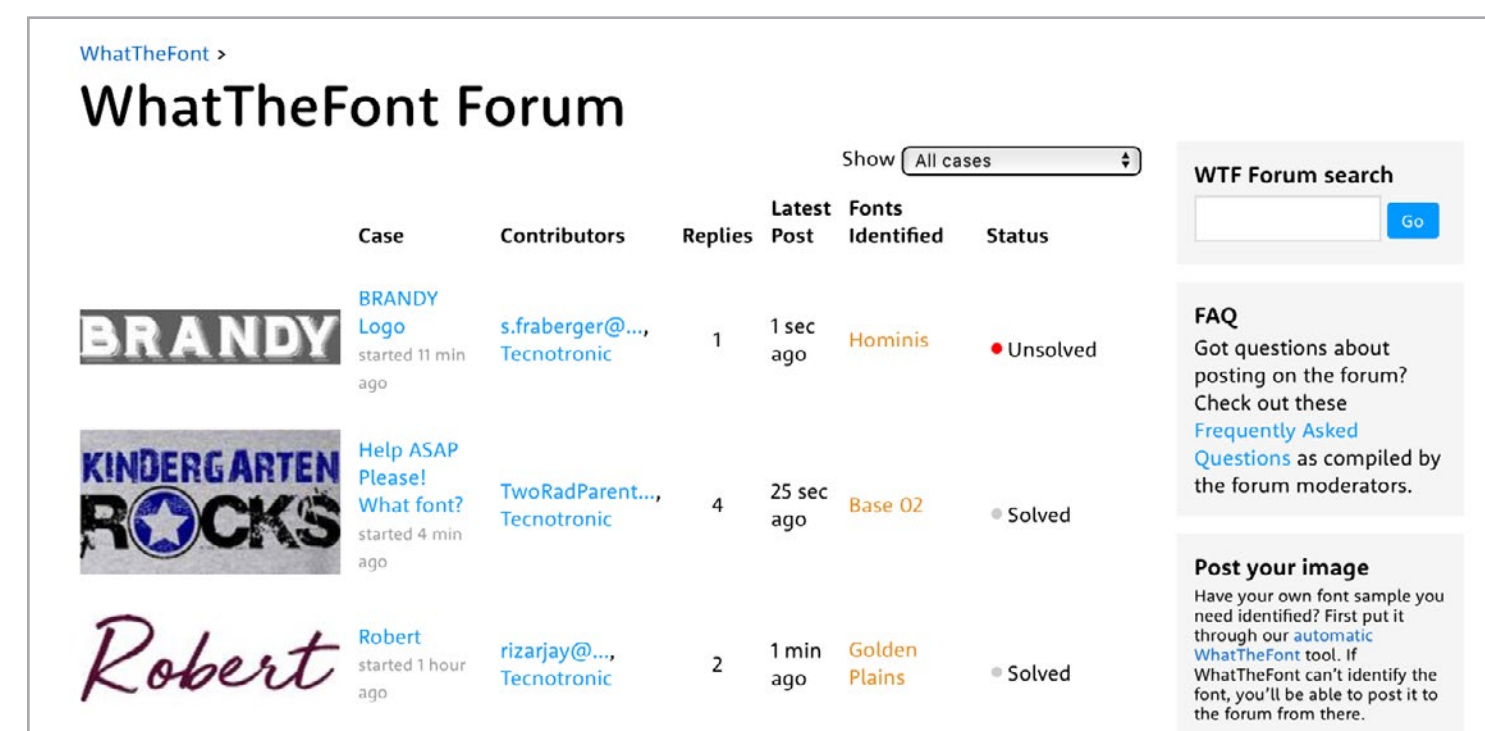 WhatTheFont >
WhatTheFont Forum
Show All cases
Case
Contributors
Replies
Latest
Post
Fonts
Identified
Status
BRANDY
BRANDY
Logo
started 11 min
ago
s.fraberger@...,
Tecnotronic
1
1 sec
ago
Hominis
Unsolved
KINDERGARTEN
ROCKS
Help ASAP
Please!
What font?
started 4 min
ago
TwoRadParent...,
Tecnotronic
4
25 sec
ago
Base 02
Solved
Robert
Robert
started 1 hour
ago
rizarjay@...,
Tecnotronic
2
1 min
ago
Golden
Plains
Solved
WTF Forum search
Go
FAQ
Got questions about
posting on the forum?
Check out these
Frequently Asked
Questions as compiled by
the forum moderators.
Post your image
Have your own font sample you
need identified? First put it
through our automatic
WhatTheFont tool. If
WhatTheFont can't identify the
font, you'll be able to post it to
the forum from there.